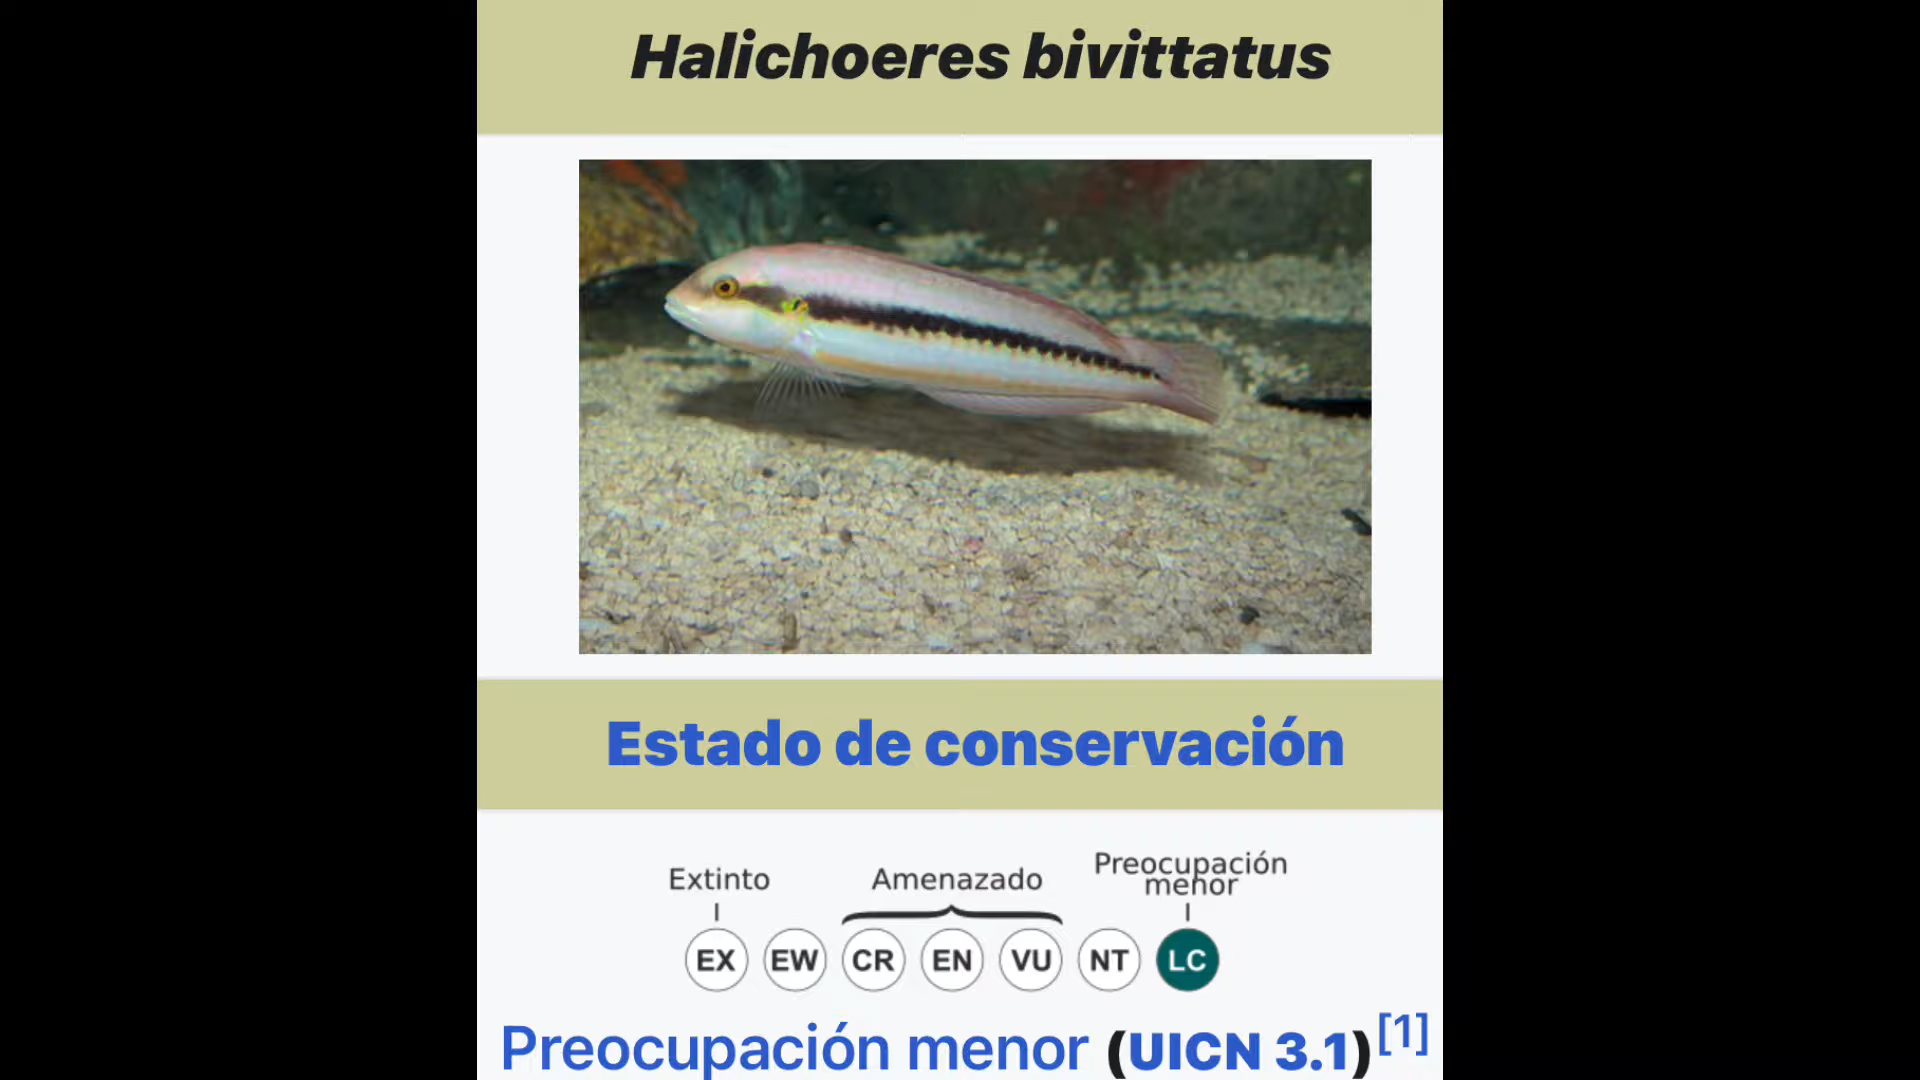 Halichoeres bivittatus
Estado de conservación
Extinto
Amenazado
Preocupación
menor
EX EW CR EN VU NT LC
Preocupación menor (UICN 3.1)[1]